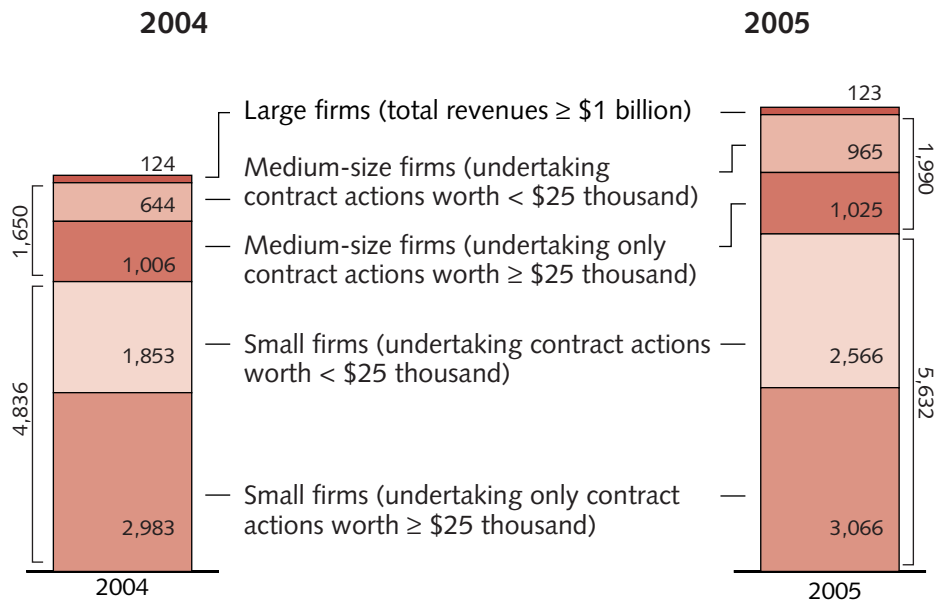 2004
2005
124
644
1,006
1,853
2,983
1,650
4,836
2004
Large firms (total revenues ≥ $1 billion)
Medium-size firms (undertaking
contract actions worth < $25 thousand)
Medium-size firms (undertaking only
contract actions worth ≥ $25 thousand)
Small firms (undertaking contract actions
worth < $25 thousand)
Small firms (undertaking only contract
actions worth ≥ $25 thousand)
123
965
1,025
2,566
3,066
1,990
5,632
2005